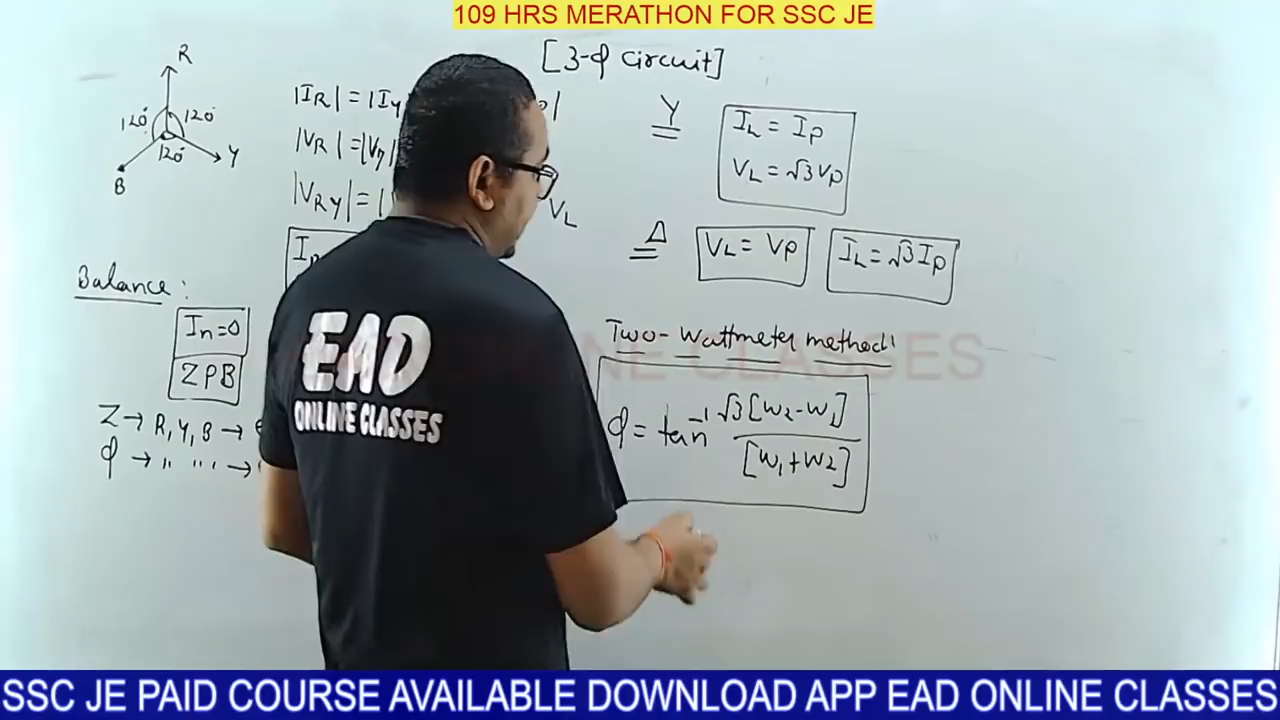 109 HRS MERATHON FOR SSC JE
[3-φ Circuit]
R
120° 120°
120°
Y
B
|IR| = |IY
|VR| = |VY|
|VRY| = |
VL
Y
IL = IP
VL = √3 VP
Δ
VL = VP
IL = √3 IP
Balance :
In = 0
ZPB
Z → R, Y, B →
φ → " " " →
Two-Wattmeter method:
φ = tan⁻¹ √3 [W2 - W1]
[W1 + W2]
EAD
ONLINE CLASSES
SSC JE PAID COURSE AVAILABLE DOWNLOAD APP EAD ONLINE CLASSES